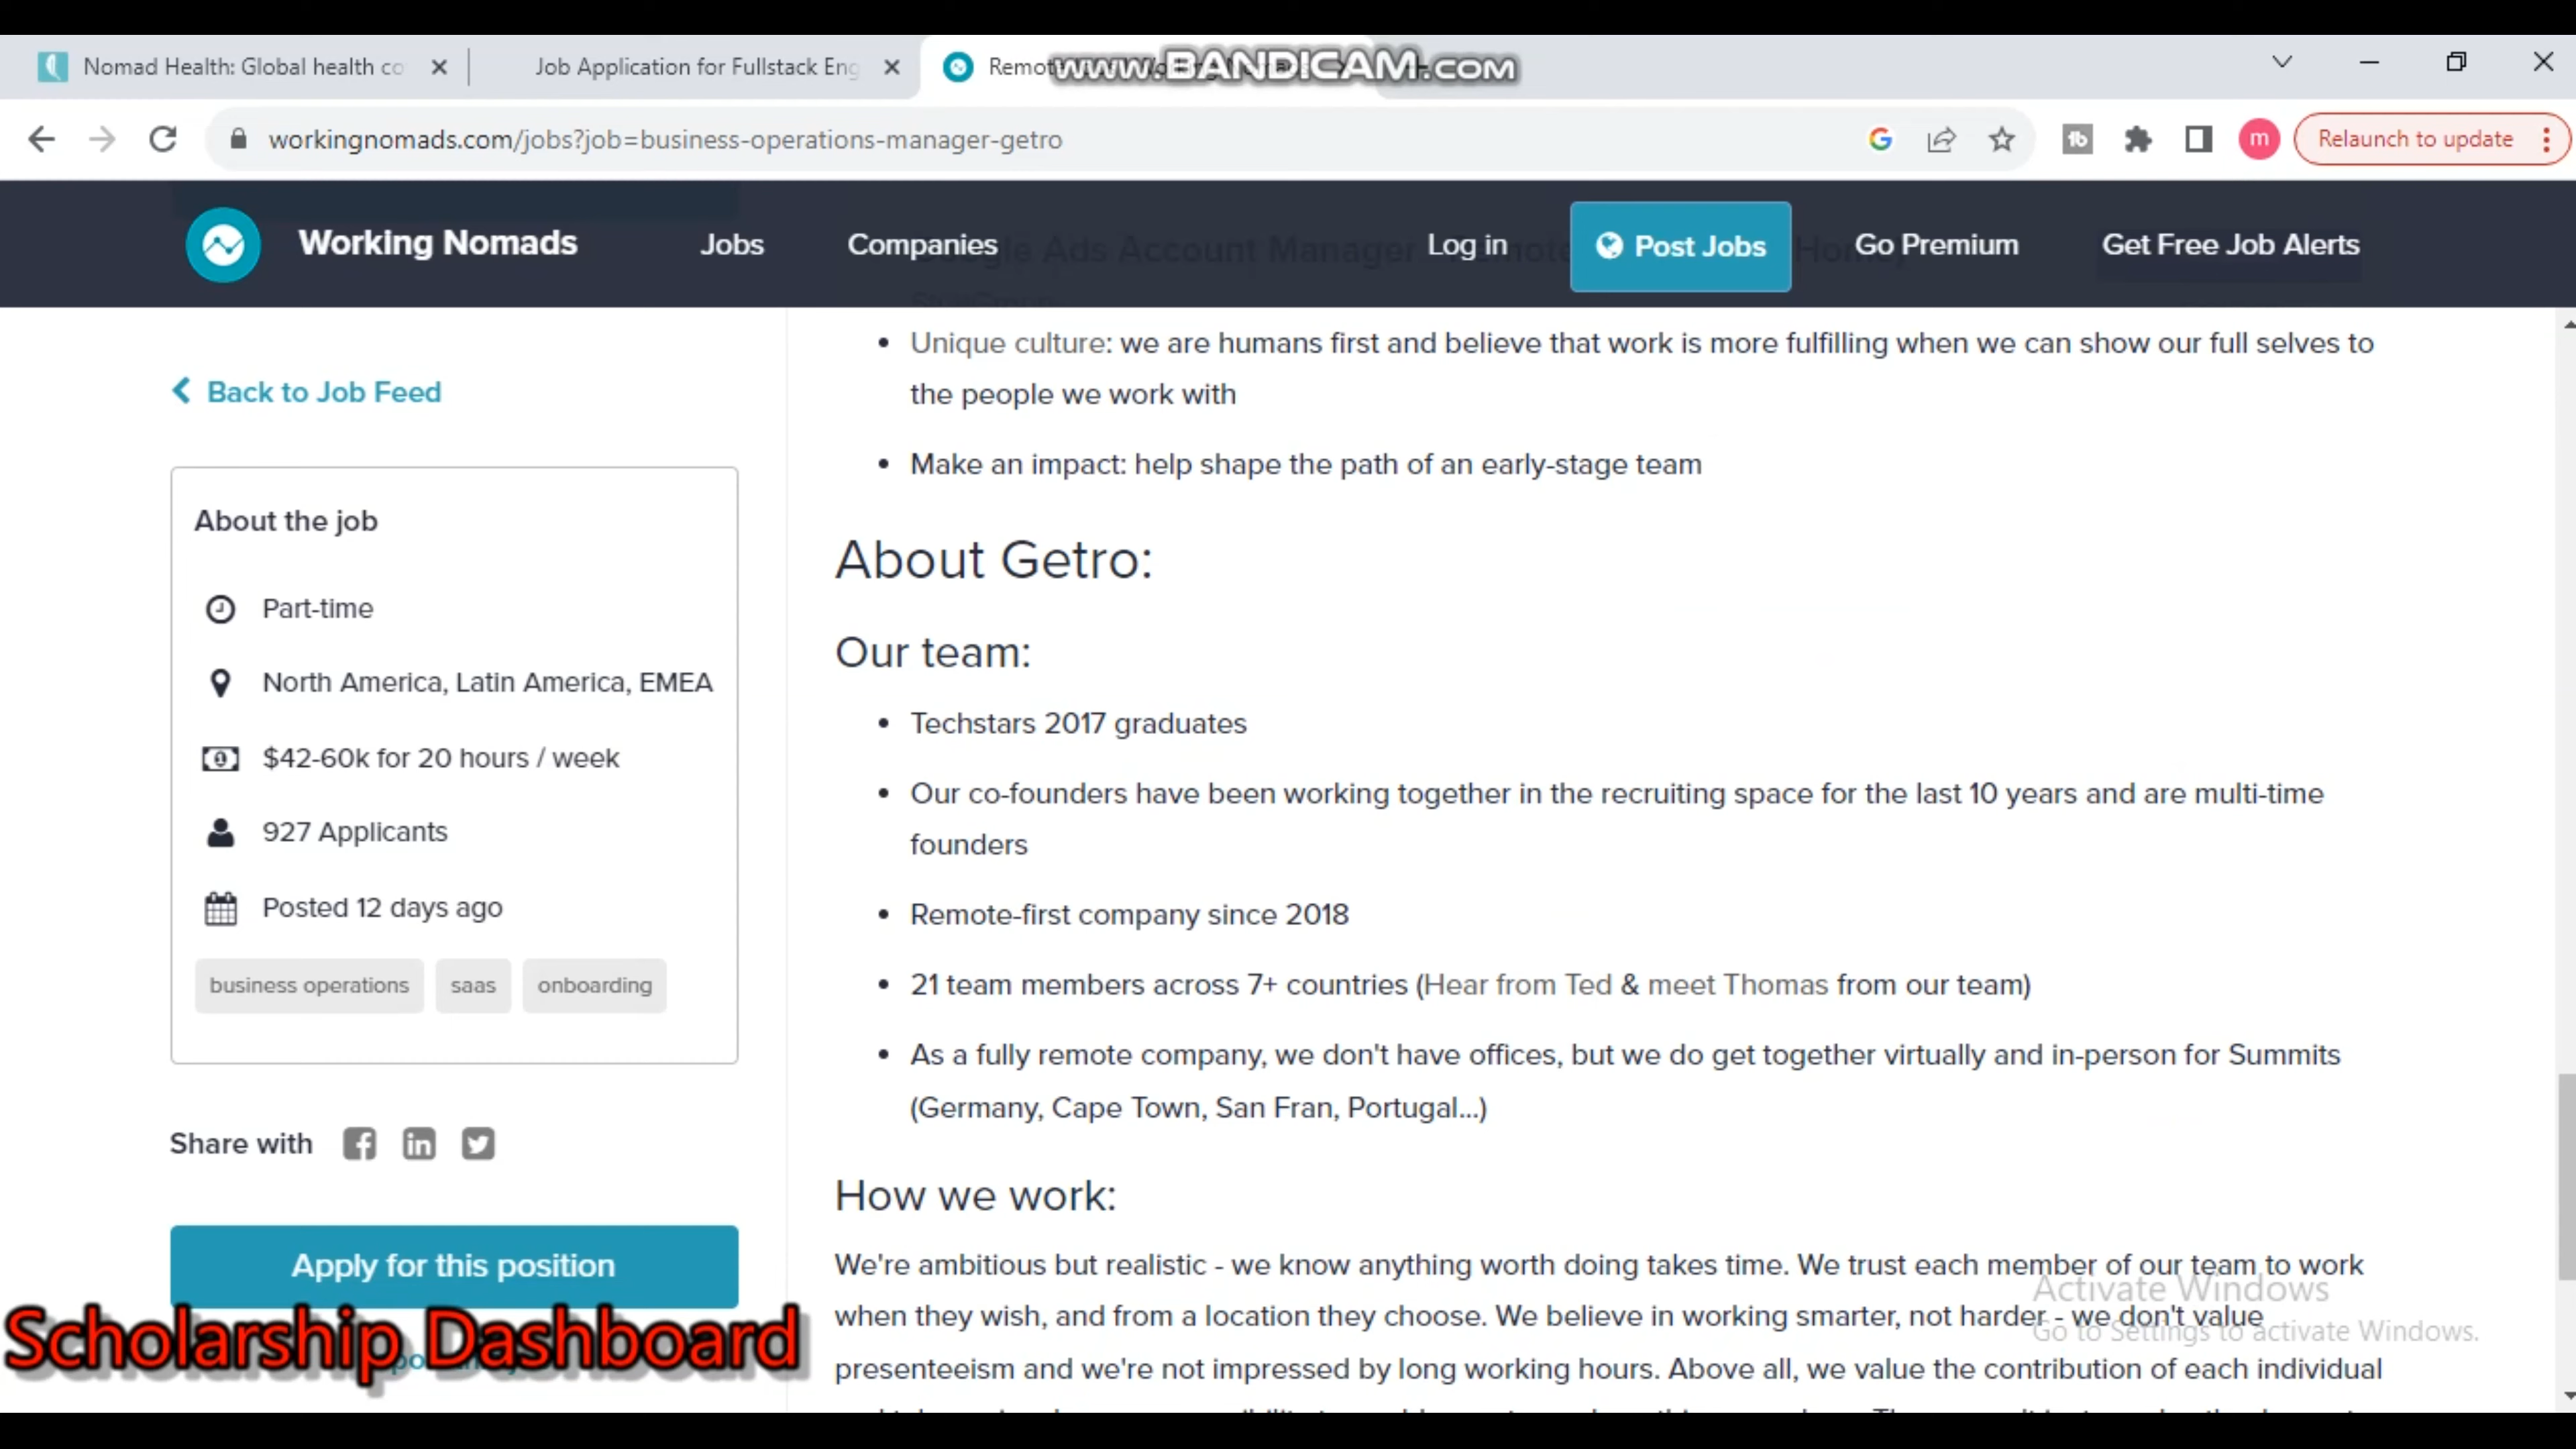 Nomad Health: Global health co
Job Application for Fullstack Eng
Remot
www.BANDICAM.com
workingnomads.com/jobs?job=business-operations-manager-getro
m
Relaunch to update
Working Nomads
Jobs
Companies
Log in
Post Jobs
Go Premium
Get Free Job Alerts
Ads Account Manager
Back to Job Feed
About the job
Part-time
North America, Latin America, EMEA
$42-60k for 20 hours / week
927 Applicants
Posted 12 days ago
business operations
saas
onboarding
Share with
Apply for this position
Scholarship Dashboard
Unique culture: we are humans first and believe that work is more fulfilling when we can show our full selves to
the people we work with
Make an impact: help shape the path of an early-stage team
About Getro:
Our team:
Techstars 2017 graduates
Our co-founders have been working together in the recruiting space for the last 10 years and are multi-time
founders
Remote-first company since 2018
21 team members across 7+ countries (Hear from Ted & meet Thomas from our team)
As a fully remote company, we don't have offices, but we do get together virtually and in-person for Summits
(Germany, Cape Town, San Fran, Portugal...)
How we work:
We're ambitious but realistic - we know anything worth doing takes time. We trust each member of our team to work
when they wish, and from a location they choose. We believe in working smarter, not harder - we don't value
presenteeism and we're not impressed by long working hours. Above all, we value the contribution of each individual
Activate Windows
Go to Settings to activate Windows.